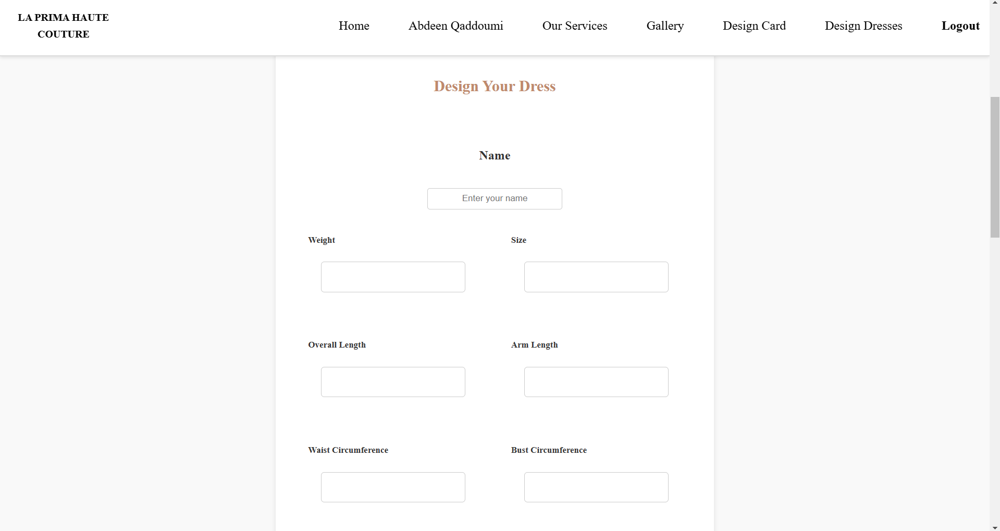 LA PRIMA HAUTE
COUTURE
Home
Abdeen Qaddoumi
Our Services
Gallery
Design Card
Design Dresses
Logout
Design Your Dress
Name
Enter your name
Weight
Size
Overall Length
Arm Length
Waist Circumference
Bust Circumference